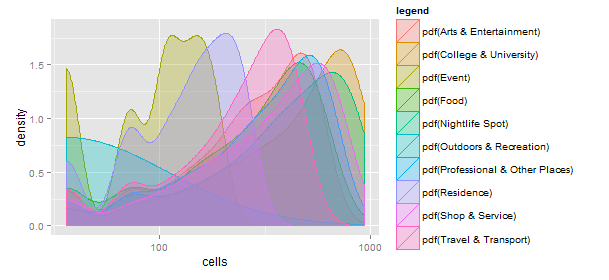 legend
pdf(Arts & Entertainment)
pdf(College & University)
pdf(Event)
pdf(Food)
pdf(Nightlife Spot)
pdf(Outdoors & Recreation)
pdf(Professional & Other Places)
pdf(Residence)
pdf(Shop & Service)
pdf(Travel & Transport)
density
1.5
1.0
0.5
0.0
100
1000
cells